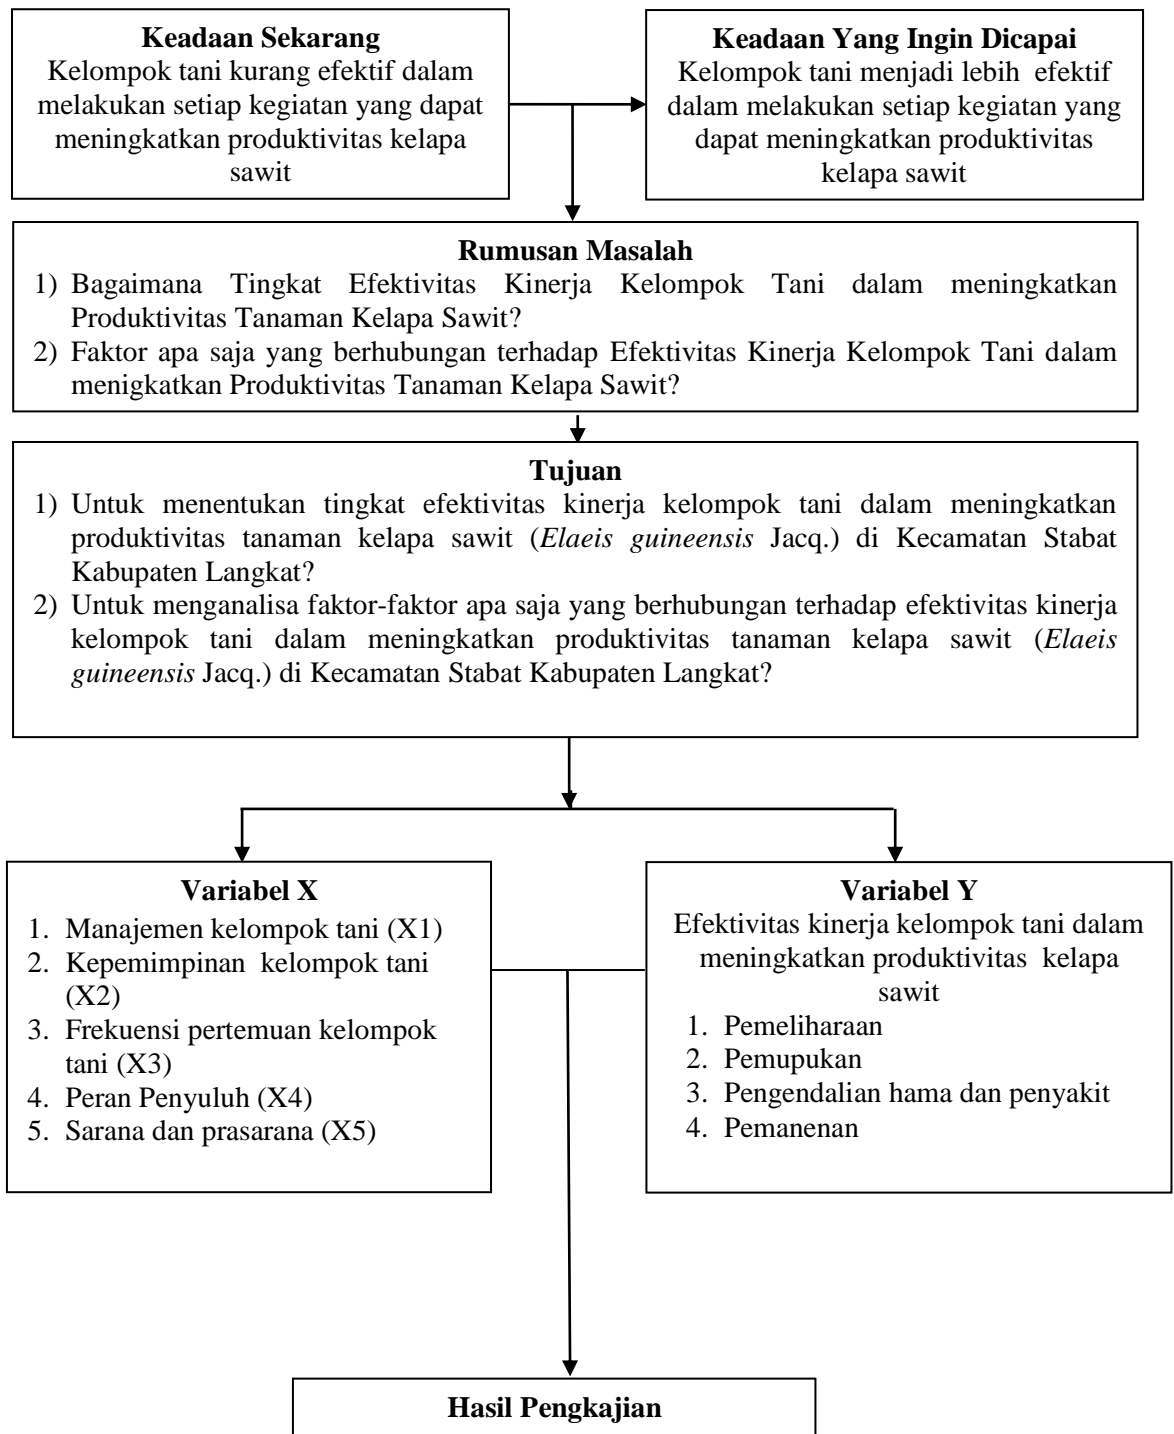 Keadaan Sekarang
Kelompok tani kurang efektif dalam
melakukan setiap kegiatan yang dapat
meningkatkan produktivitas kelapa
sawit
Keadaan Yang Ingin Dicapai
Kelompok tani menjadi lebih efektif
dalam melakukan setiap kegiatan yang
dapat meningkatkan produktivitas
kelapa sawit
Rumusan Masalah
1) Bagaimana Tingkat Efektivitas Kinerja Kelompok Tani dalam meningkatkan
Produktivitas Tanaman Kelapa Sawit?
2) Faktor apa saja yang berhubungan terhadap Efektivitas Kinerja Kelompok Tani dalam
menigkatkan Produktivitas Tanaman Kelapa Sawit?
Tujuan
1) Untuk menentukan tingkat efektivitas kinerja kelompok tani dalam meningkatkan
produktivitas tanaman kelapa sawit (Elaeis guineensis Jacq.) di Kecamatan Stabat
Kabupaten Langkat?
2) Untuk menganalisa faktor-faktor apa saja yang berhubungan terhadap efektivitas kinerja
kelompok tani dalam meningkatkan produktivitas tanaman kelapa sawit (Elaeis
guineensis Jacq.) di Kecamatan Stabat Kabupaten Langkat?
Variabel X
1. Manajemen kelompok tani (X1)
2. Kepemimpinan kelompok tani
(X2)
3. Frekuensi pertemuan kelompok
tani (X3)
4. Peran Penyuluh (X4)
5. Sarana dan prasarana (X5)
Variabel Y
Efektivitas kinerja kelompok tani dalam
meningkatkan produktivitas kelapa
sawit
1. Pemeliharaan
2. Pemupukan
3. Pengendalian hama dan penyakit
4. Pemanenan
Hasil Pengkajian